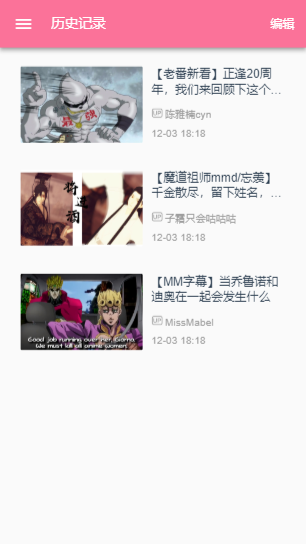 历史记录
编辑
【老番新看】正逢20周
年，我们来回顾下这个...
UP 陈雅楠cyn
12-03 18:18
将
进
酒
【魔道祖师mmd/忘羡】
千金散尽，留下姓名，...
UP 子霜只会咕咕咕
12-03 18:18
【MM字幕】当乔鲁诺和
迪奥在一起会发生什么
UP MissMabel
12-03 18:18
Good job running over her, Giorno.
We must kill all anime women.